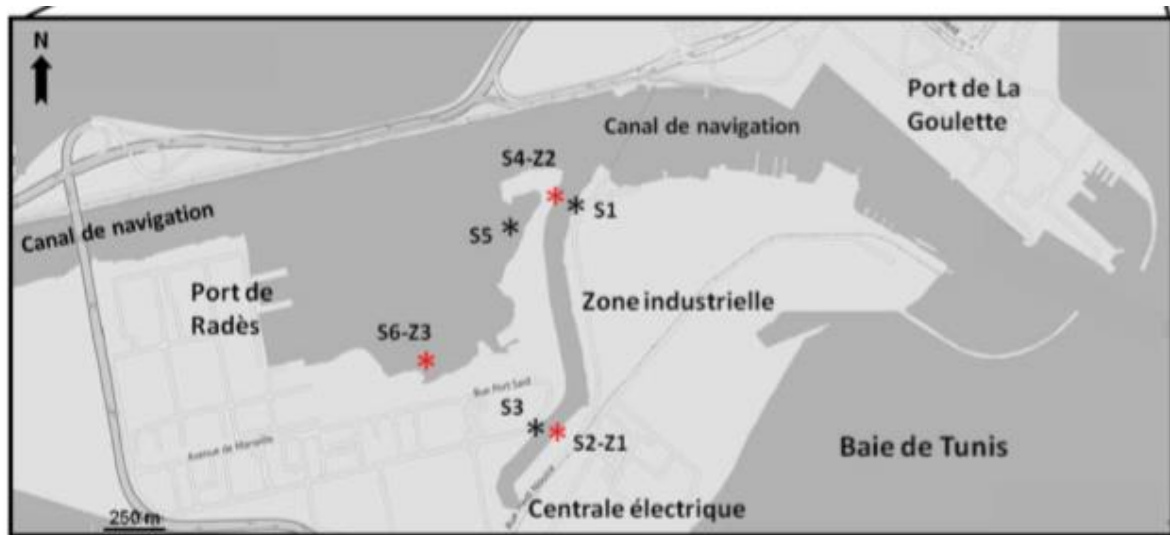 N
Port de La
Goulette
Canal de navigation
S4-Z2
S1
Canal de navigation
S5
Port de
Radès
Zone industrielle
S6-Z3
Rue Port Said
S3
Avenue de Marseille
S2-Z1
Baie de Tunis
Centrale électrique
250 m